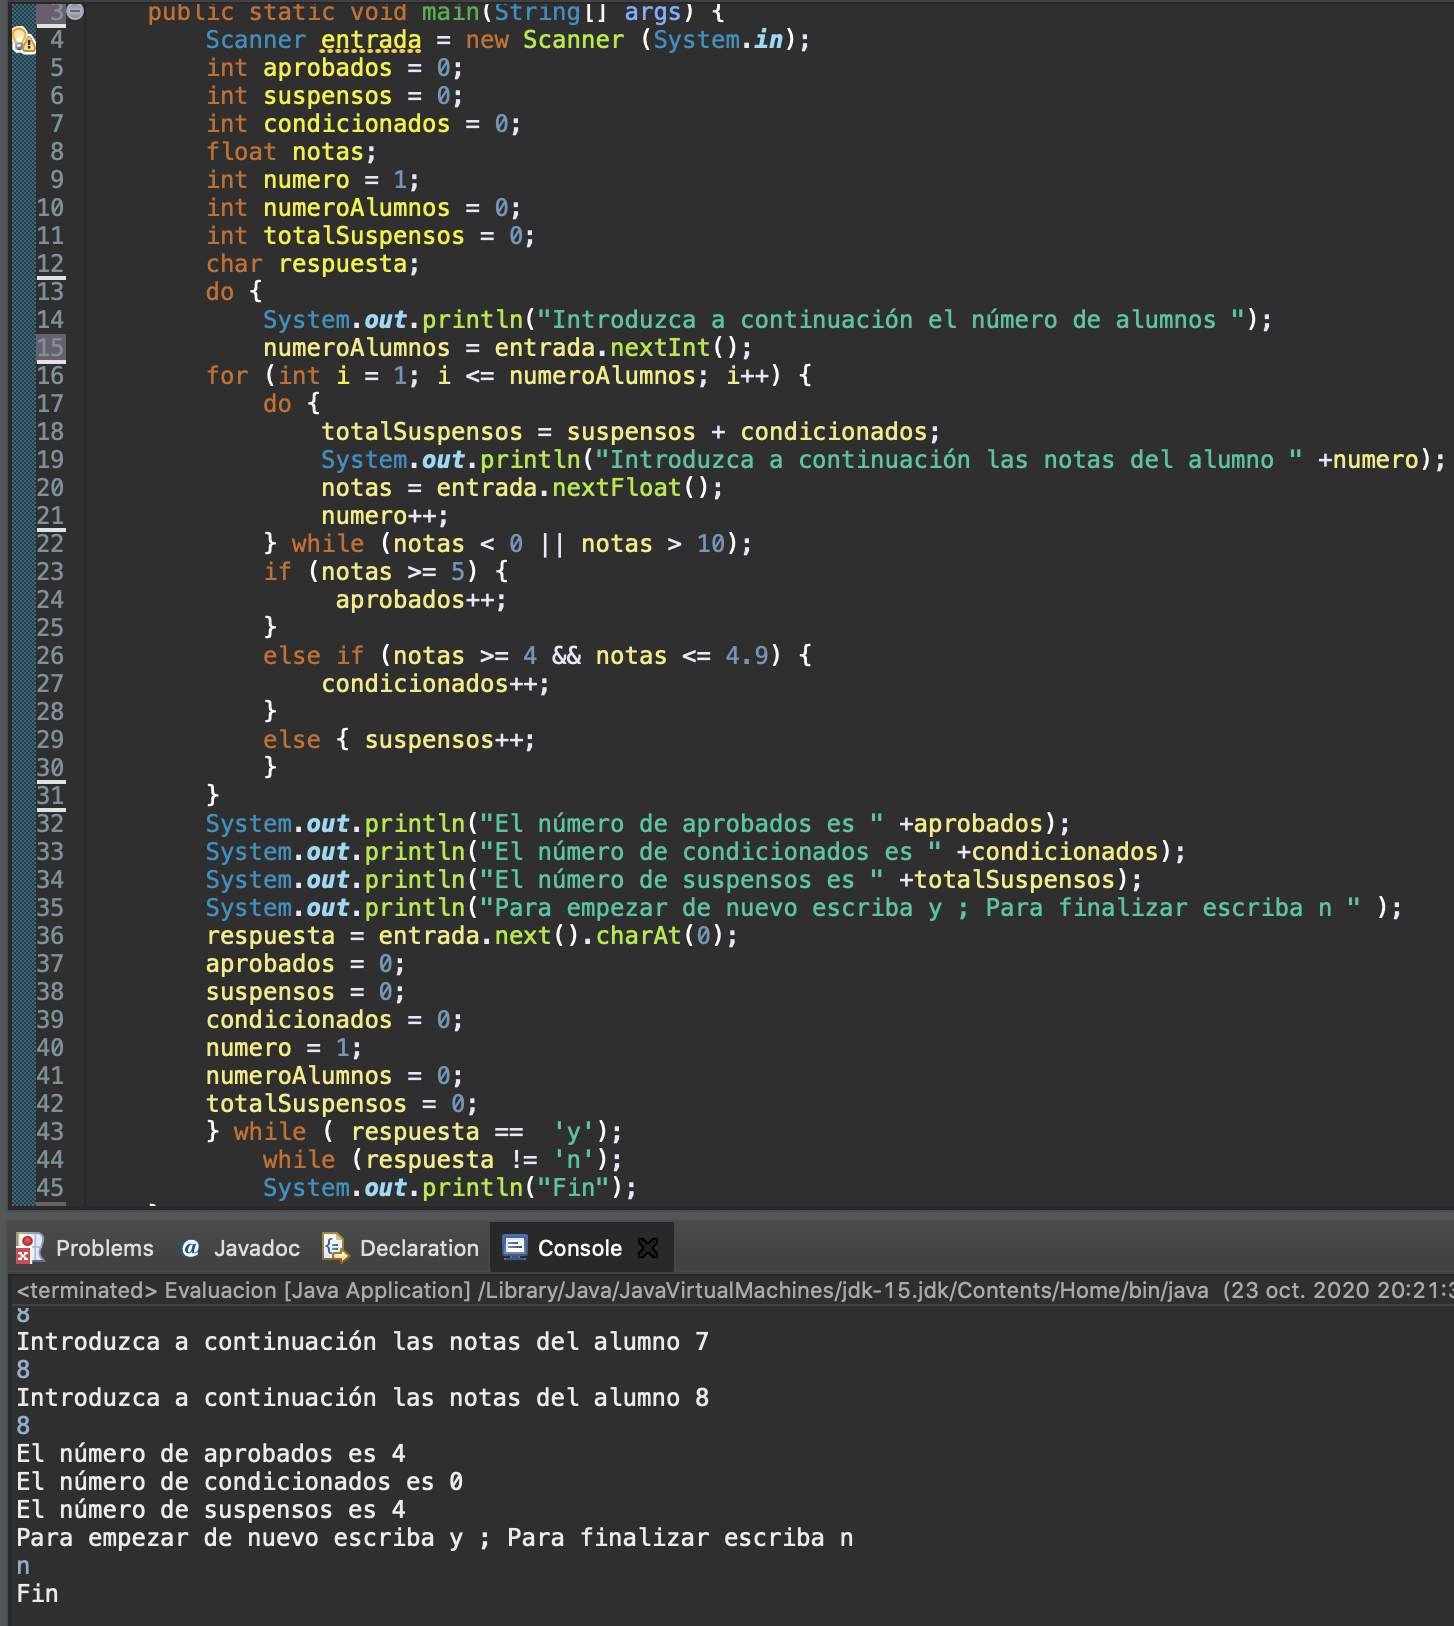 3 public static void main(String[] args) {
4 Scanner entrada = new Scanner (System.in);
5 int aprobados = 0;
6 int suspensos = 0;
7 int condicionados = 0;
8 float notas;
9 int numero = 1;
10 int numeroAlumnos = 0;
11 int totalSuspensos = 0;
12 char respuesta;
13 do {
14 System.out.println("Introduzca a continuación el número de alumnos ");
15 numeroAlumnos = entrada.nextInt();
16 for (int i = 1; i <= numeroAlumnos; i++) {
17 do {
18 totalSuspensos = suspensos + condicionados;
19 System.out.println("Introduzca a continuación las notas del alumno " +numero);
20 notas = entrada.nextFloat();
21 numero++;
22 } while (notas < 0 || notas > 10);
23 if (notas >= 5) {
24 aprobados++;
25 }
26 else if (notas >= 4 && notas <= 4.9) {
27 condicionados++;
28 }
29 else { suspensos++;
30 }
31 }
32 System.out.println("El número de aprobados es " +aprobados);
33 System.out.println("El número de condicionados es " +condicionados);
34 System.out.println("El número de suspensos es " +totalSuspensos);
35 System.out.println("Para empezar de nuevo escriba y ; Para finalizar escriba n " );
36 respuesta = entrada.next().charAt(0);
37 aprobados = 0;
38 suspensos = 0;
39 condicionados = 0;
40 numero = 1;
41 numeroAlumnos = 0;
42 totalSuspensos = 0;
43 } while ( respuesta ==  'y');
44 while (respuesta != 'n');
45 System.out.println("Fin");
Problems @ Javadoc Declaration Console
<terminated> Evaluacion [Java Application] /Library/Java/JavaVirtualMachines/jdk-15.jdk/Contents/Home/bin/java (23 oct. 2020 20:21:3
8
Introduzca a continuación las notas del alumno 7
8
Introduzca a continuación las notas del alumno 8
8
El número de aprobados es 4
El número de condicionados es 0
El número de suspensos es 4
Para empezar de nuevo escriba y ; Para finalizar escriba n
n
Fin